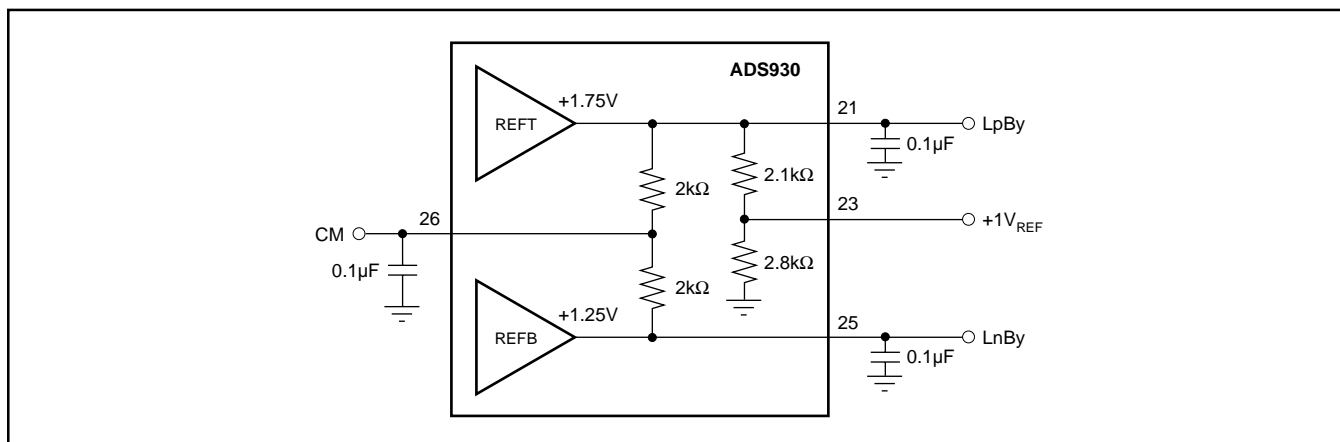 ADS930
+1.75V
REFT
21
LpBy
0.1µF
2kΩ
2.1kΩ
26
23
CM
+1VREF
0.1µF
2kΩ
2.8kΩ
+1.25V
REFB
25
LnBy
0.1µF